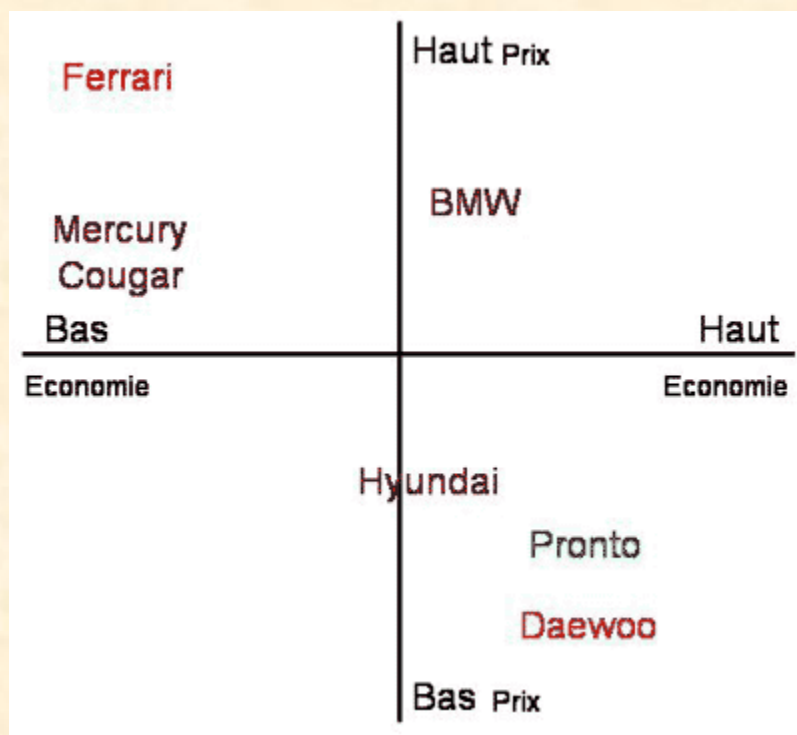 Haut Prix
Ferrari
BMW
Mercury
Cougar
Bas
Haut
Economie
Economie
Hyundai
Pronto
Daewoo
Bas Prix